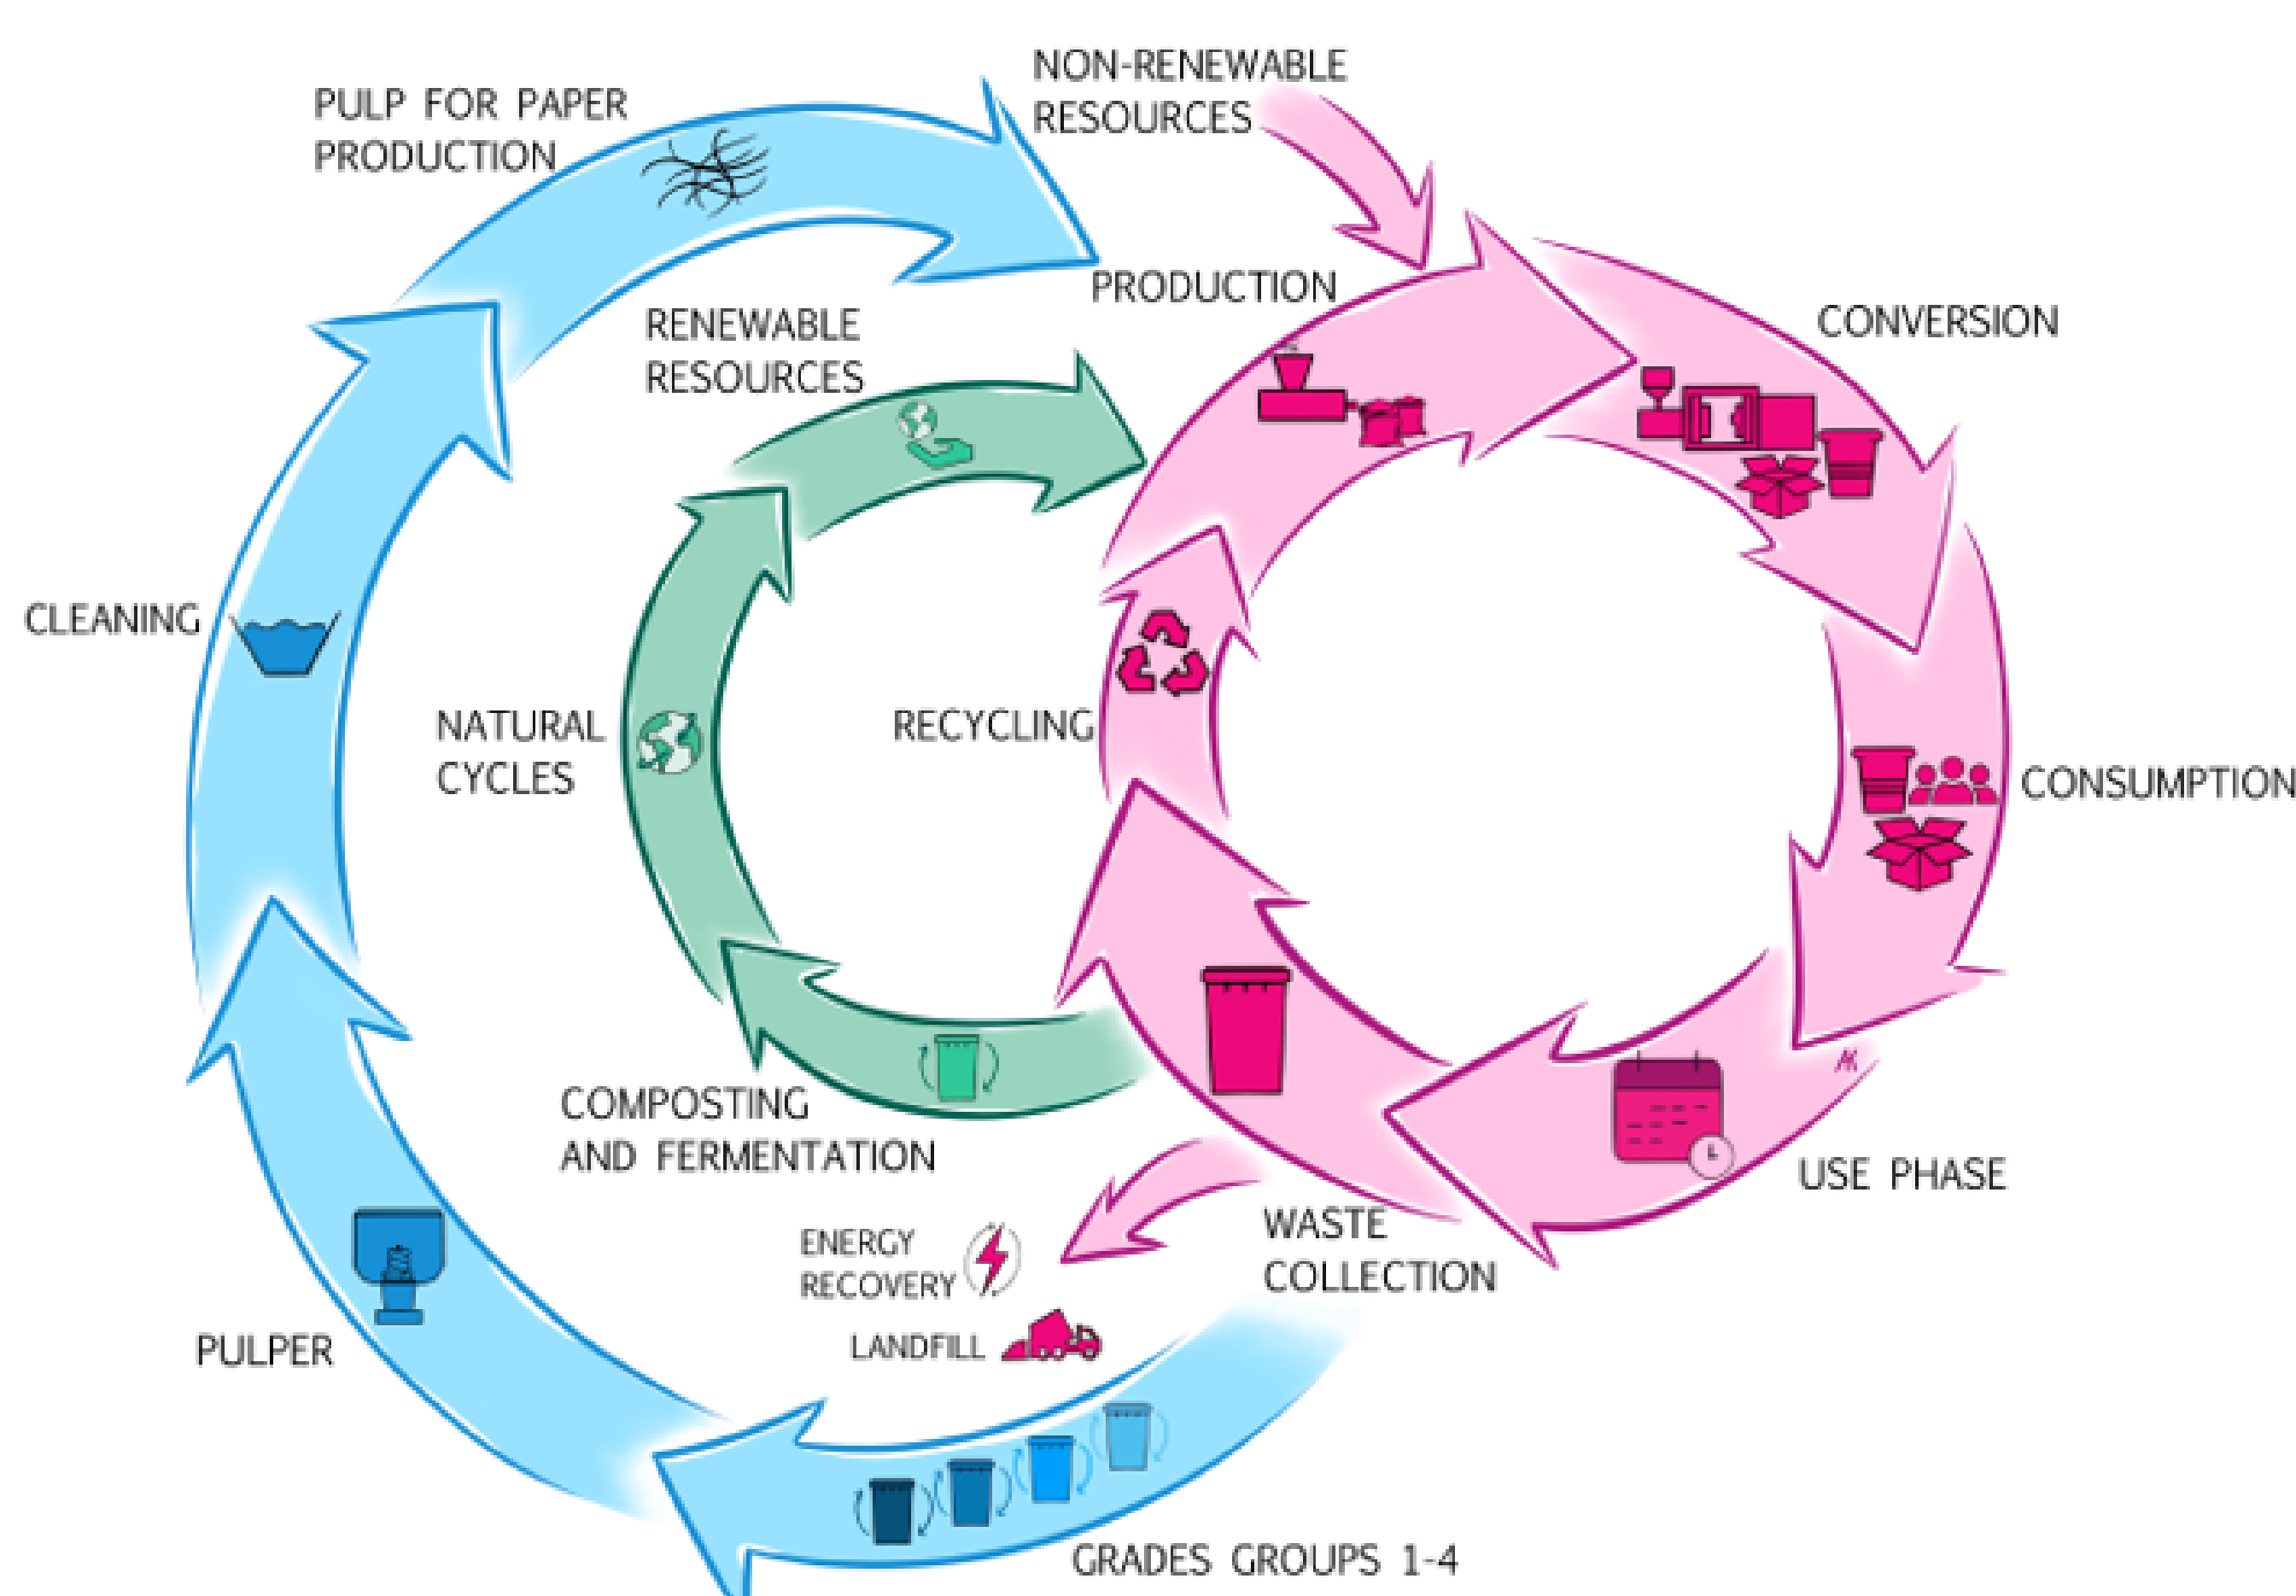 NON-RENEWABLE
RESOURCES
PULP FOR PAPER
PRODUCTION
PRODUCTION
RENEWABLE
RESOURCES
CONVERSION
CLEANING
NATURAL
CYCLES
RECYCLING
CONSUMPTION
COMPOSTING
AND FERMENTATION
USE PHASE
WASTE
COLLECTION
ENERGY
RECOVERY
LANDFILL
PULPER
GRADES GROUPS 1-4